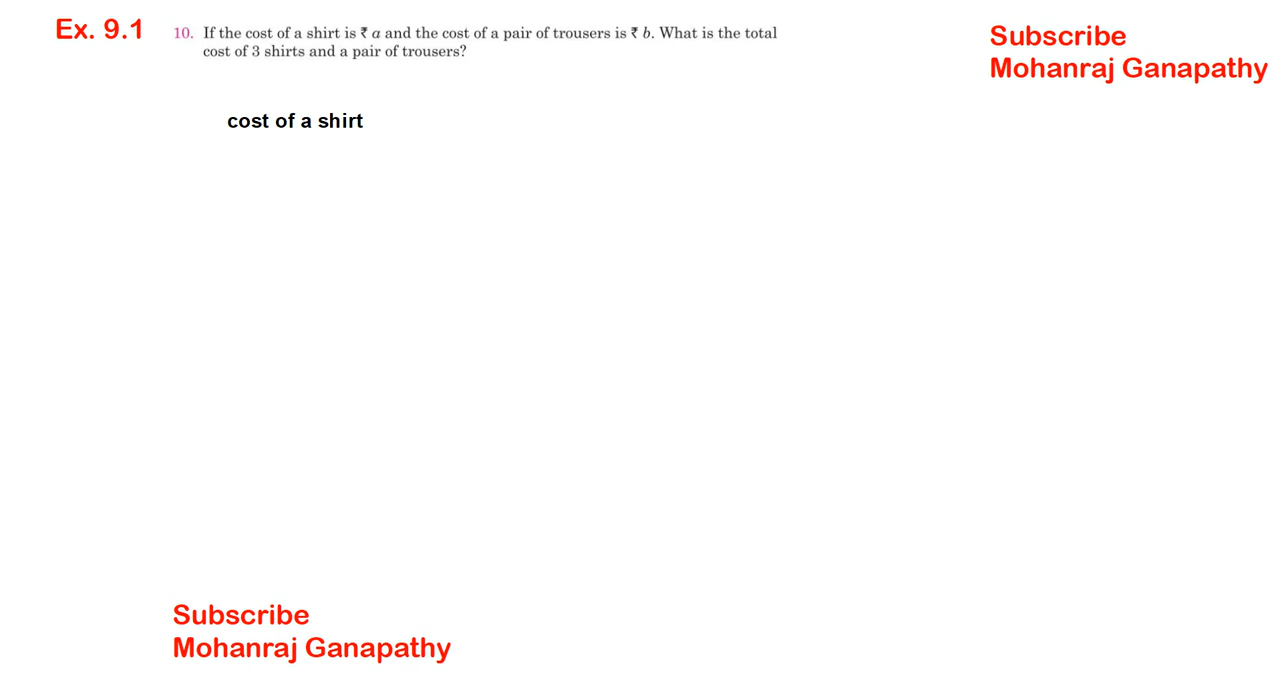 Ex. 9.1
10. If the cost of a shirt is ₹ a and the cost of a pair of trousers is ₹ b. What is the total
cost of 3 shirts and a pair of trousers?
Subscribe
Mohanraj Ganapathy
cost of a shirt
Subscribe
Mohanraj Ganapathy